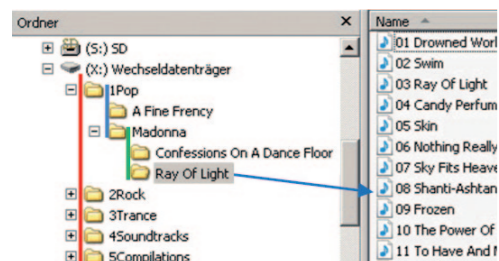 Ordner
(S:) SD
(X:) Wechseldatenträger
1Pop
A Fine Frency
Madonna
Confessions On A Dance Floor
Ray Of Light
2Rock
3Trance
4Soundtracks
5Compilations
Name
01 Drowned Worl
02 Swim
03 Ray Of Light
04 Candy Perfum
05 Skin
06 Nothing Really
07 Sky Fits Heave
08 Shanti-Ashtan
09 Frozen
10 The Power Of
11 To Have And